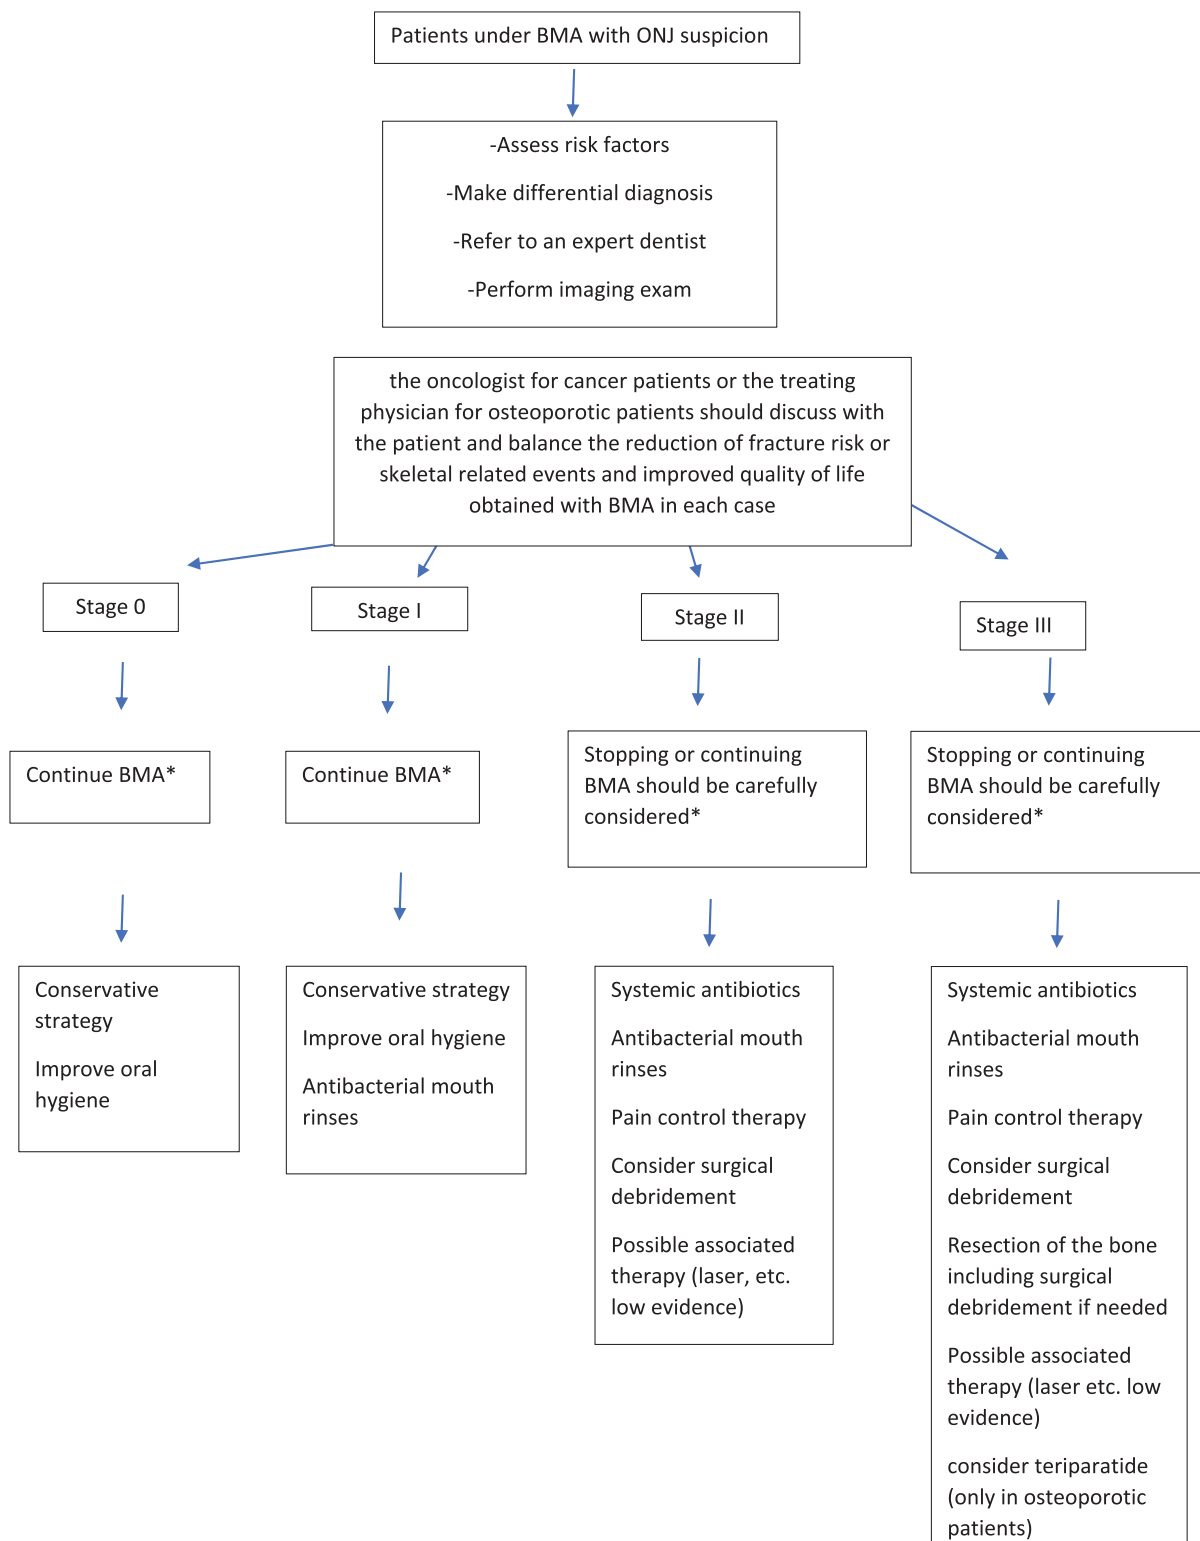 Patients under BMA with ONJ suspicion
-Assess risk factors
-Make differential diagnosis
-Refer to an expert dentist
-Perform imaging exam
the oncologist for cancer patients or the treating
physician for osteoporotic patients should discuss with
the patient and balance the reduction of fracture risk or
skeletal related events and improved quality of life
obtained with BMA in each case
Stage 0
Stage I
Stage II
Stage III
Continue BMA*
Continue BMA*
Stopping or continuing
BMA should be carefully
considered*
Stopping or continuing
BMA should be carefully
considered*
Conservative
strategy
Improve oral
hygiene
Conservative strategy
Improve oral hygiene
Antibacterial mouth
rinses
Systemic antibiotics
Antibacterial mouth
rinses
Pain control therapy
Consider surgical
debridement
Possible associated
therapy (laser, etc.
low evidence)
Systemic antibiotics
Antibacterial mouth
rinses
Pain control therapy
Consider surgical
debridement
Resection of the bone
including surgical
debridement if needed
Possible associated
therapy (laser etc. low
evidence)
consider teriparatide
(only in osteoporotic
patients)